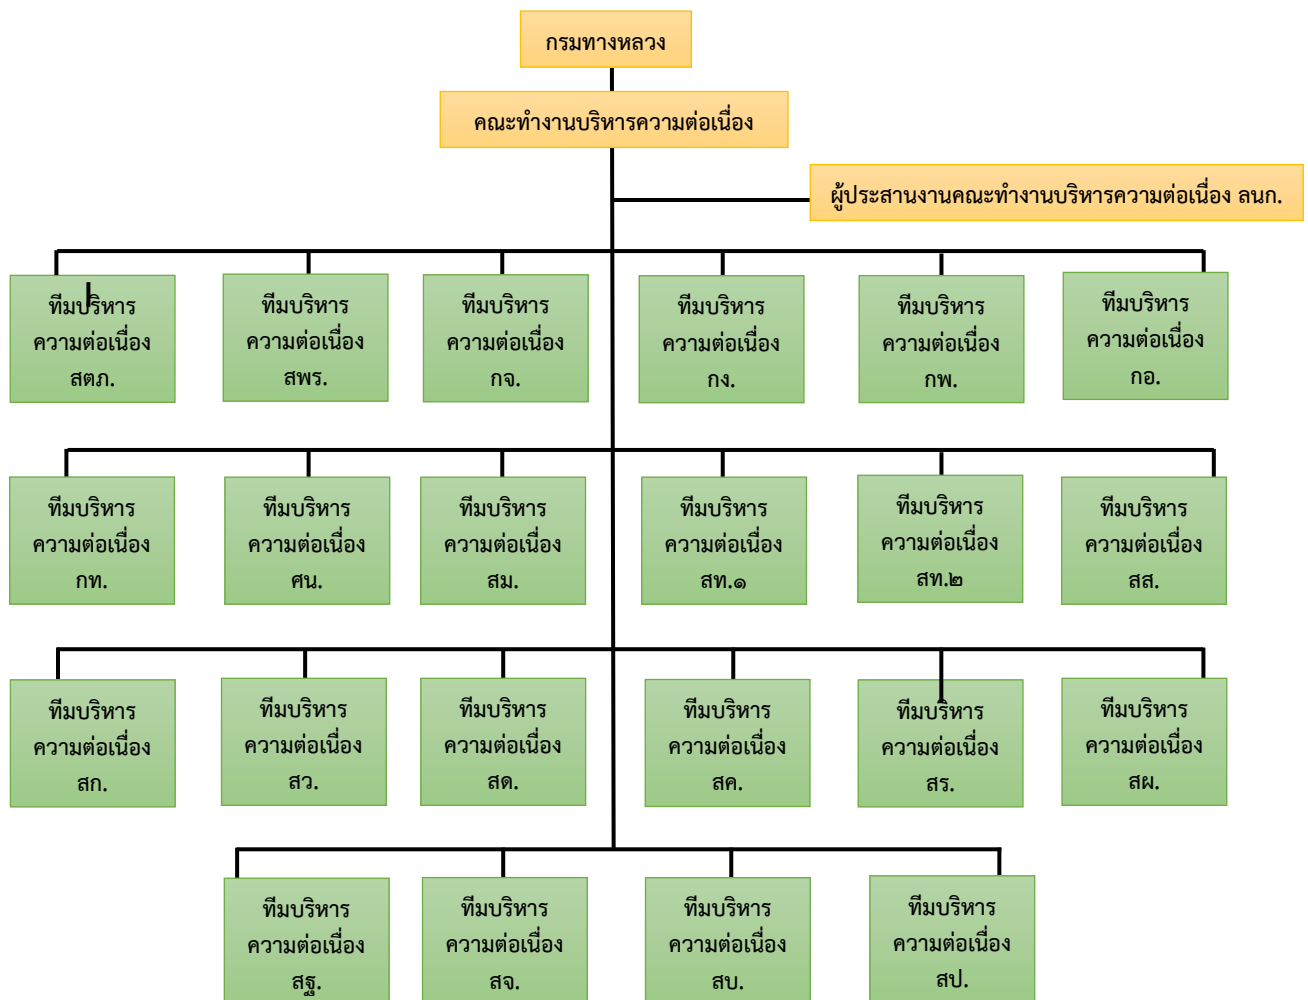 กรมทางหลวง
คณะทำงานบริหารความต่อเนื่อง
ผู้ประสานงานคณะทำงานบริหารความต่อเนื่อง ลนก.
ทีมบริหาร
ความต่อเนื่อง
สตภ.
ทีมบริหาร
ความต่อเนื่อง
สพร.
ทีมบริหาร
ความต่อเนื่อง
กจ.
ทีมบริหาร
ความต่อเนื่อง
กง.
ทีมบริหาร
ความต่อเนื่อง
กพ.
ทีมบริหาร
ความต่อเนื่อง
กอ.
ทีมบริหาร
ความต่อเนื่อง
กท.
ทีมบริหาร
ความต่อเนื่อง
ศน.
ทีมบริหาร
ความต่อเนื่อง
สม.
ทีมบริหาร
ความต่อเนื่อง
สท.๑
ทีมบริหาร
ความต่อเนื่อง
สท.๒
ทีมบริหาร
ความต่อเนื่อง
สส.
ทีมบริหาร
ความต่อเนื่อง
สก.
ทีมบริหาร
ความต่อเนื่อง
สว.
ทีมบริหาร
ความต่อเนื่อง
สด.
ทีมบริหาร
ความต่อเนื่อง
สค.
ทีมบริหาร
ความต่อเนื่อง
สร.
ทีมบริหาร
ความต่อเนื่อง
สผ.
ทีมบริหาร
ความต่อเนื่อง
สฐ.
ทีมบริหาร
ความต่อเนื่อง
สจ.
ทีมบริหาร
ความต่อเนื่อง
สบ.
ทีมบริหาร
ความต่อเนื่อง
สป.